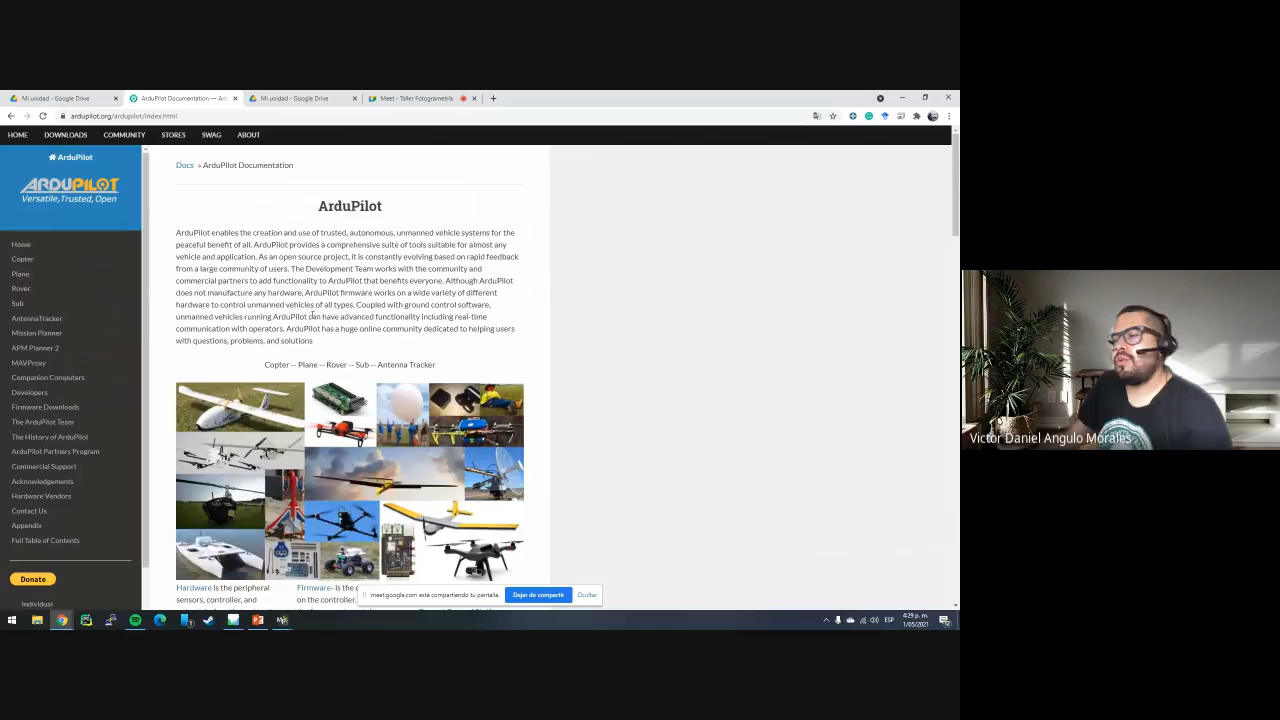 Mi unidad - Google Drive
ArduPilot Documentation — Ard
Mi unidad - Google Drive
Meet - Taller Fotogrametría
ardupilot.org/ardupilot/index.html
HOME DOWNLOADS COMMUNITY STORES SWAG ABOUT
ArduPilot
ARDUPILOT
Versatile, Trusted, Open
Home
Copter
Plane
Rover
Sub
AntennaTracker
Mission Planner
APM Planner 2
MAVProxy
Companion Computers
Developers
Firmware Downloads
The ArduPilot Team
The History of ArduPilot
ArduPilot Partners Program
Commercial Support
Acknowledgements
Hardware Vendors
Contact Us
Appendix
Full Table of Contents
Donate
Individual
Docs » ArduPilot Documentation
ArduPilot
ArduPilot enables the creation and use of trusted, autonomous, unmanned vehicle systems for the
peaceful benefit of all. ArduPilot provides a comprehensive suite of tools suitable for almost any
vehicle and application. As an open source project, it is constantly evolving based on rapid feedback
from a large community of users. The Development Team works with the community and
commercial partners to add functionality to ArduPilot that benefits everyone. Although ArduPilot
does not manufacture any hardware, ArduPilot firmware works on a wide variety of different
hardware to control unmanned vehicles of all types. Coupled with ground control software,
unmanned vehicles running ArduPilot can have advanced functionality including real-time
communication with operators. ArduPilot has a huge online community dedicated to helping users
with questions, problems, and solutions
Copter -- Plane -- Rover -- Sub -- Antenna Tracker
Hardware is the peripheral
sensors, controller, and
Firmware- is the
on the controller.
meet.google.com está compartiendo tu pantalla.
Dejar de compartir
Ocultar
ESP
4:29 p. m.
1/05/2021
Victor Daniel Angulo Morales